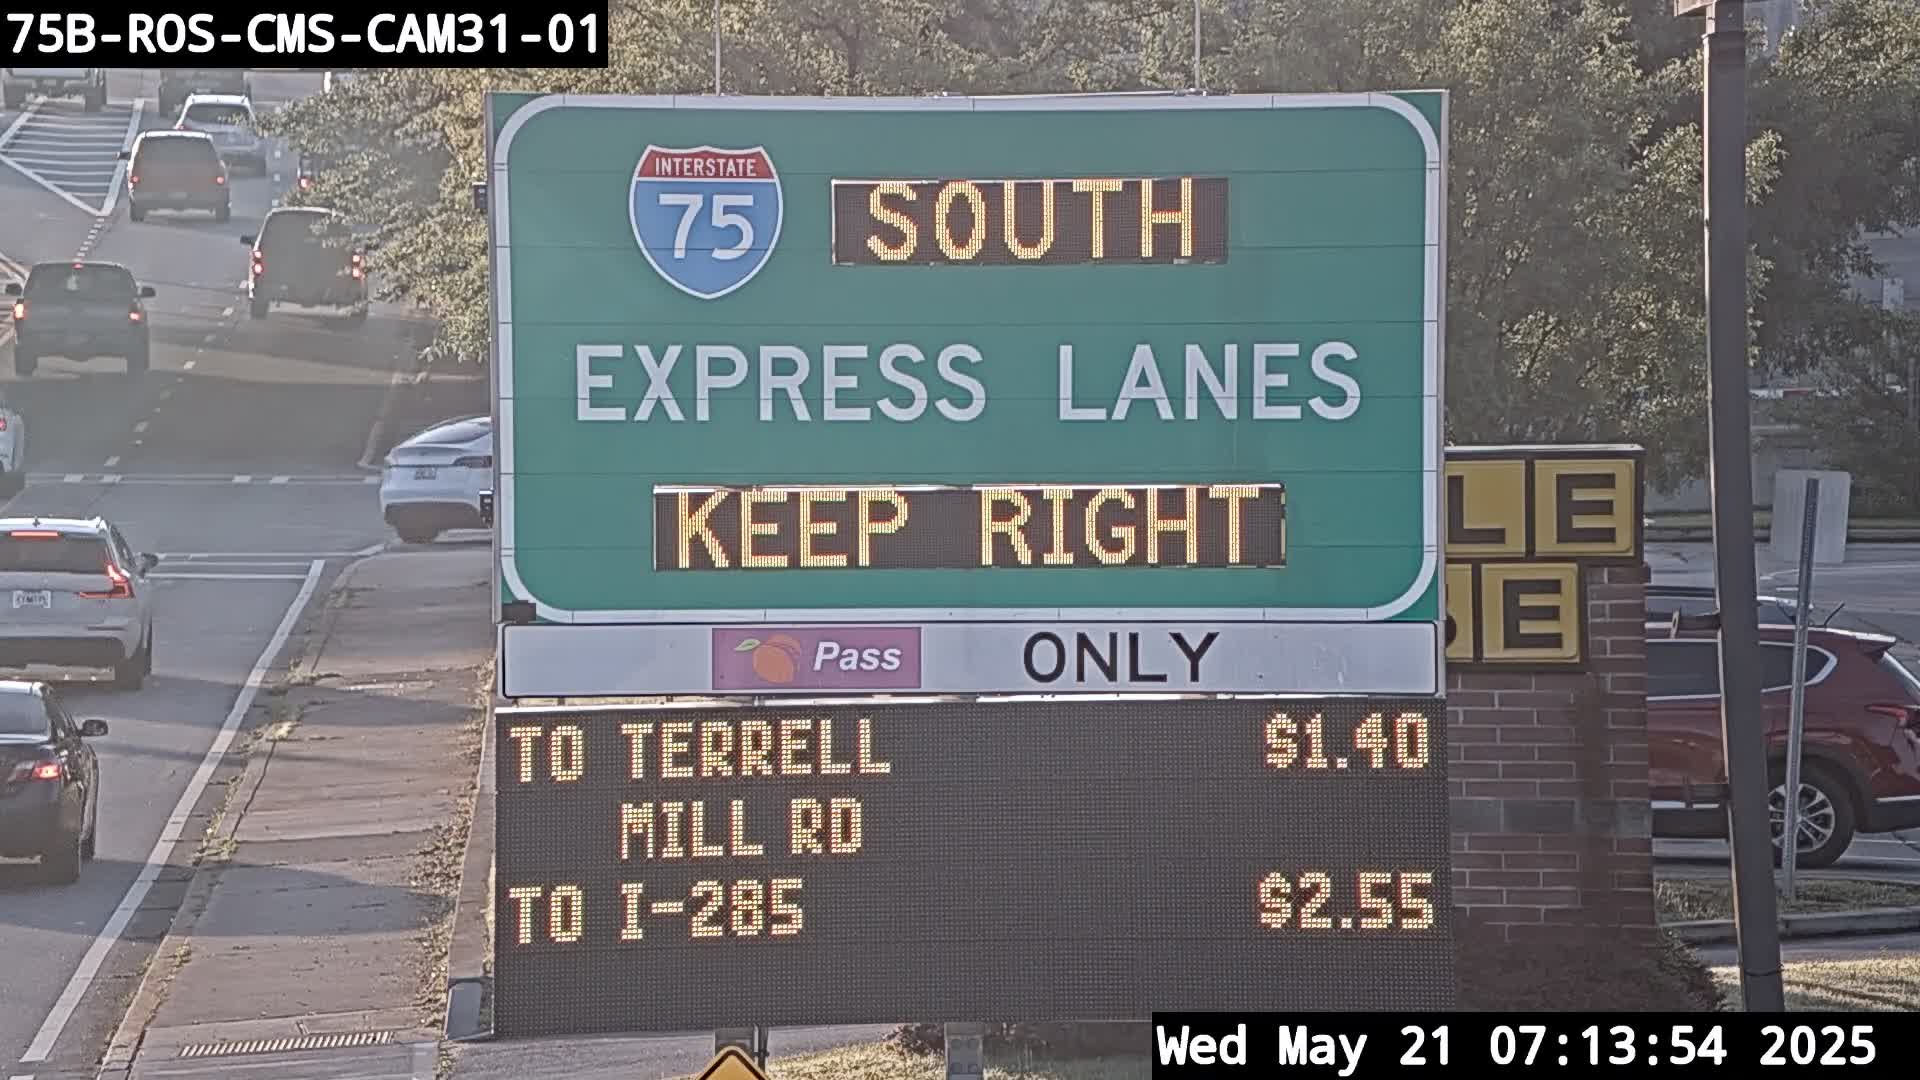 75B-ROS-CMS-CAM31-01
INTERSTATE
75
SOUTH
EXPRESS LANES
KEEP RIGHT
Pass ONLY
TO TERRELL $1.40
MILL RD
TO I-285 $2.55
LE
E
Wed May 21 07:13:54 2025